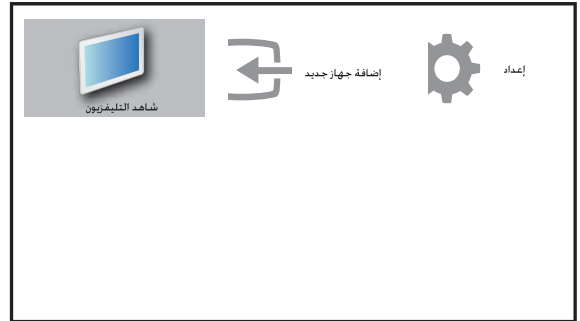 شاهد التليفزيون
إضافة جهاز جديد
إعداد